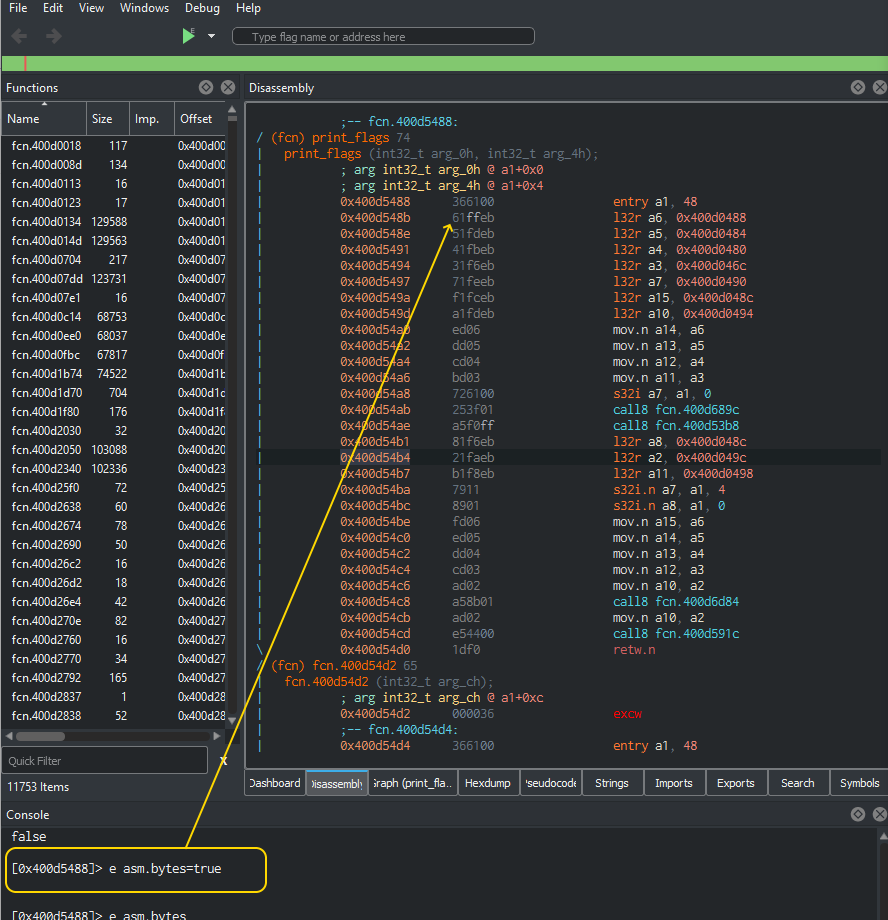 File Edit View Windows Debug Help
Type flag name or address here
Functions
Name Size Imp. Offset
fcn.400d0018 117 0x400d00
fcn.400d008d 134 0x400d00
fcn.400d0113 16 0x400d01
fcn.400d0123 17 0x400d01
fcn.400d0134 129588 0x400d01
fcn.400d014d 129563 0x400d01
fcn.400d0704 217 0x400d07
fcn.400d07dd 123731 0x400d07
fcn.400d07e1 16 0x400d07
fcn.400d0c14 68753 0x400d0c
fcn.400d0ee0 68037 0x400d0e
fcn.400d0fbc 67817 0x400d0f
fcn.400d1b74 74522 0x400d1b
fcn.400d1d70 704 0x400d1d
fcn.400d1f80 176 0x400d1f
fcn.400d2030 32 0x400d20
fcn.400d2050 103088 0x400d20
fcn.400d2340 102336 0x400d23
fcn.400d25f0 72 0x400d25
fcn.400d2638 60 0x400d26
fcn.400d2674 78 0x400d26
fcn.400d2690 50 0x400d26
fcn.400d26c2 16 0x400d26
fcn.400d26d2 18 0x400d26
fcn.400d26e4 42 0x400d26
fcn.400d270e 82 0x400d27
fcn.400d2760 16 0x400d27
fcn.400d2770 34 0x400d27
fcn.400d2792 165 0x400d27
fcn.400d2837 1 0x400d28
fcn.400d2838 52 0x400d28
Quick Filter X
11753 Items
Disassembly
;-- fcn.400d5488:
/ (fcn) print_flags 74
| print_flags (int32_t arg_0h, int32_t arg_4h);
| ; arg int32_t arg_0h @ a1+0x0
| ; arg int32_t arg_4h @ a1+0x4
| 0x400d5488 366100 entry a1, 48
| 0x400d548b 61ffeb l32r a6, 0x400d0488
| 0x400d548e 51fdeb l32r a5, 0x400d0484
| 0x400d5491 41fbeb l32r a4, 0x400d0480
| 0x400d5494 31f6eb l32r a3, 0x400d046c
| 0x400d5497 71feeb l32r a7, 0x400d0490
| 0x400d549a f1fceb l32r a15, 0x400d048c
| 0x400d549d a1fdeb l32r a10, 0x400d0494
| 0x400d54a0 ed06 mov.n a14, a6
| 0x400d54a2 dd05 mov.n a13, a5
| 0x400d54a4 cd04 mov.n a12, a4
| 0x400d54a6 bd03 mov.n a11, a3
| 0x400d54a8 726100 s32i a7, a1, 0
| 0x400d54ab 253f01 call8 fcn.400d689c
| 0x400d54ae a5f0ff call8 fcn.400d53b8
| 0x400d54b1 81f6eb l32r a8, 0x400d048c
| 0x400d54b4 21faeb l32r a2, 0x400d049c
| 0x400d54b7 b1f8eb l32r a11, 0x400d0498
| 0x400d54ba 7911 s32i.n a7, a1, 4
| 0x400d54bc 8901 s32i.n a8, a1, 0
| 0x400d54be fd06 mov.n a15, a6
| 0x400d54c0 ed05 mov.n a14, a5
| 0x400d54c2 dd04 mov.n a13, a4
| 0x400d54c4 cd03 mov.n a12, a3
| 0x400d54c6 ad02 mov.n a10, a2
| 0x400d54c8 a58b01 call8 fcn.400d6d84
| 0x400d54cb ad02 mov.n a10, a2
| 0x400d54cd e54400 call8 fcn.400d591c
\ 0x400d54d0 1df0 retw.n
/ (fcn) fcn.400d54d2 65
| fcn.400d54d2 (int32_t arg_ch);
| ; arg int32_t arg_ch @ a1+0xc
| 0x400d54d2 000036 excw
| ;-- fcn.400d54d4:
| 0x400d54d4 366100 entry a1, 48
Dashboard Disassembly Graph (print_fla.. Hexdump Pseudocode Strings Imports Exports Search Symbols
Console
false
[0x400d5488]> e asm.bytes=true
[0x400d5488]> e asm.bytes